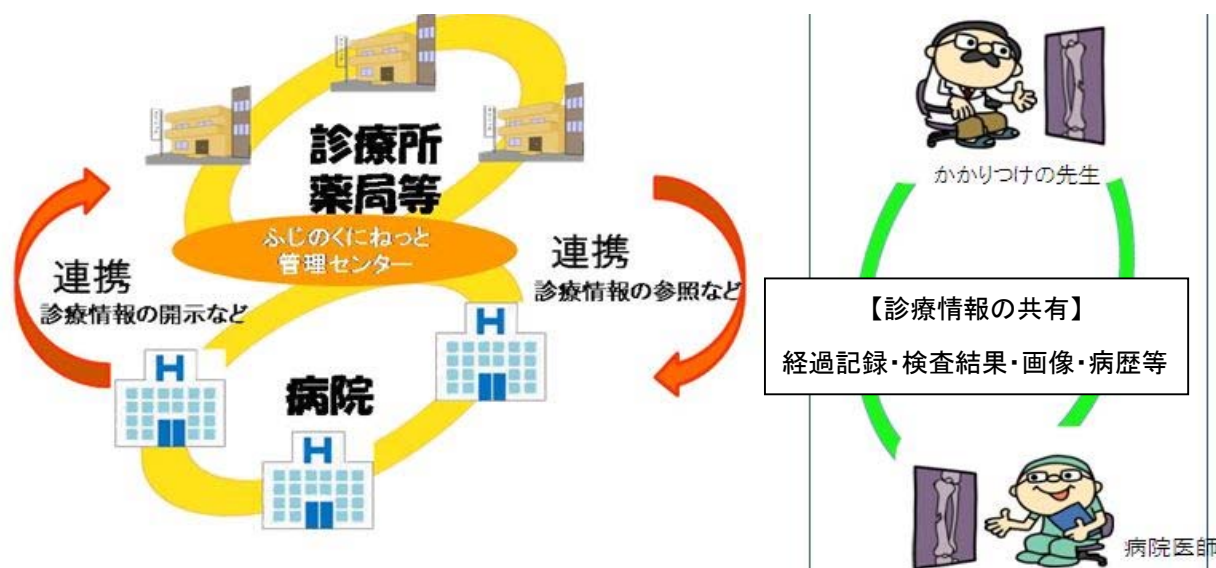 診療所
薬局等
ふじのくにねっと
管理センター
連携
診療情報の開示など
連携
診療情報の参照など
病院
H
H
H
かかりつけの先生
【診療情報の共有】
経過記録・検査結果・画像・病歴等
病院医師